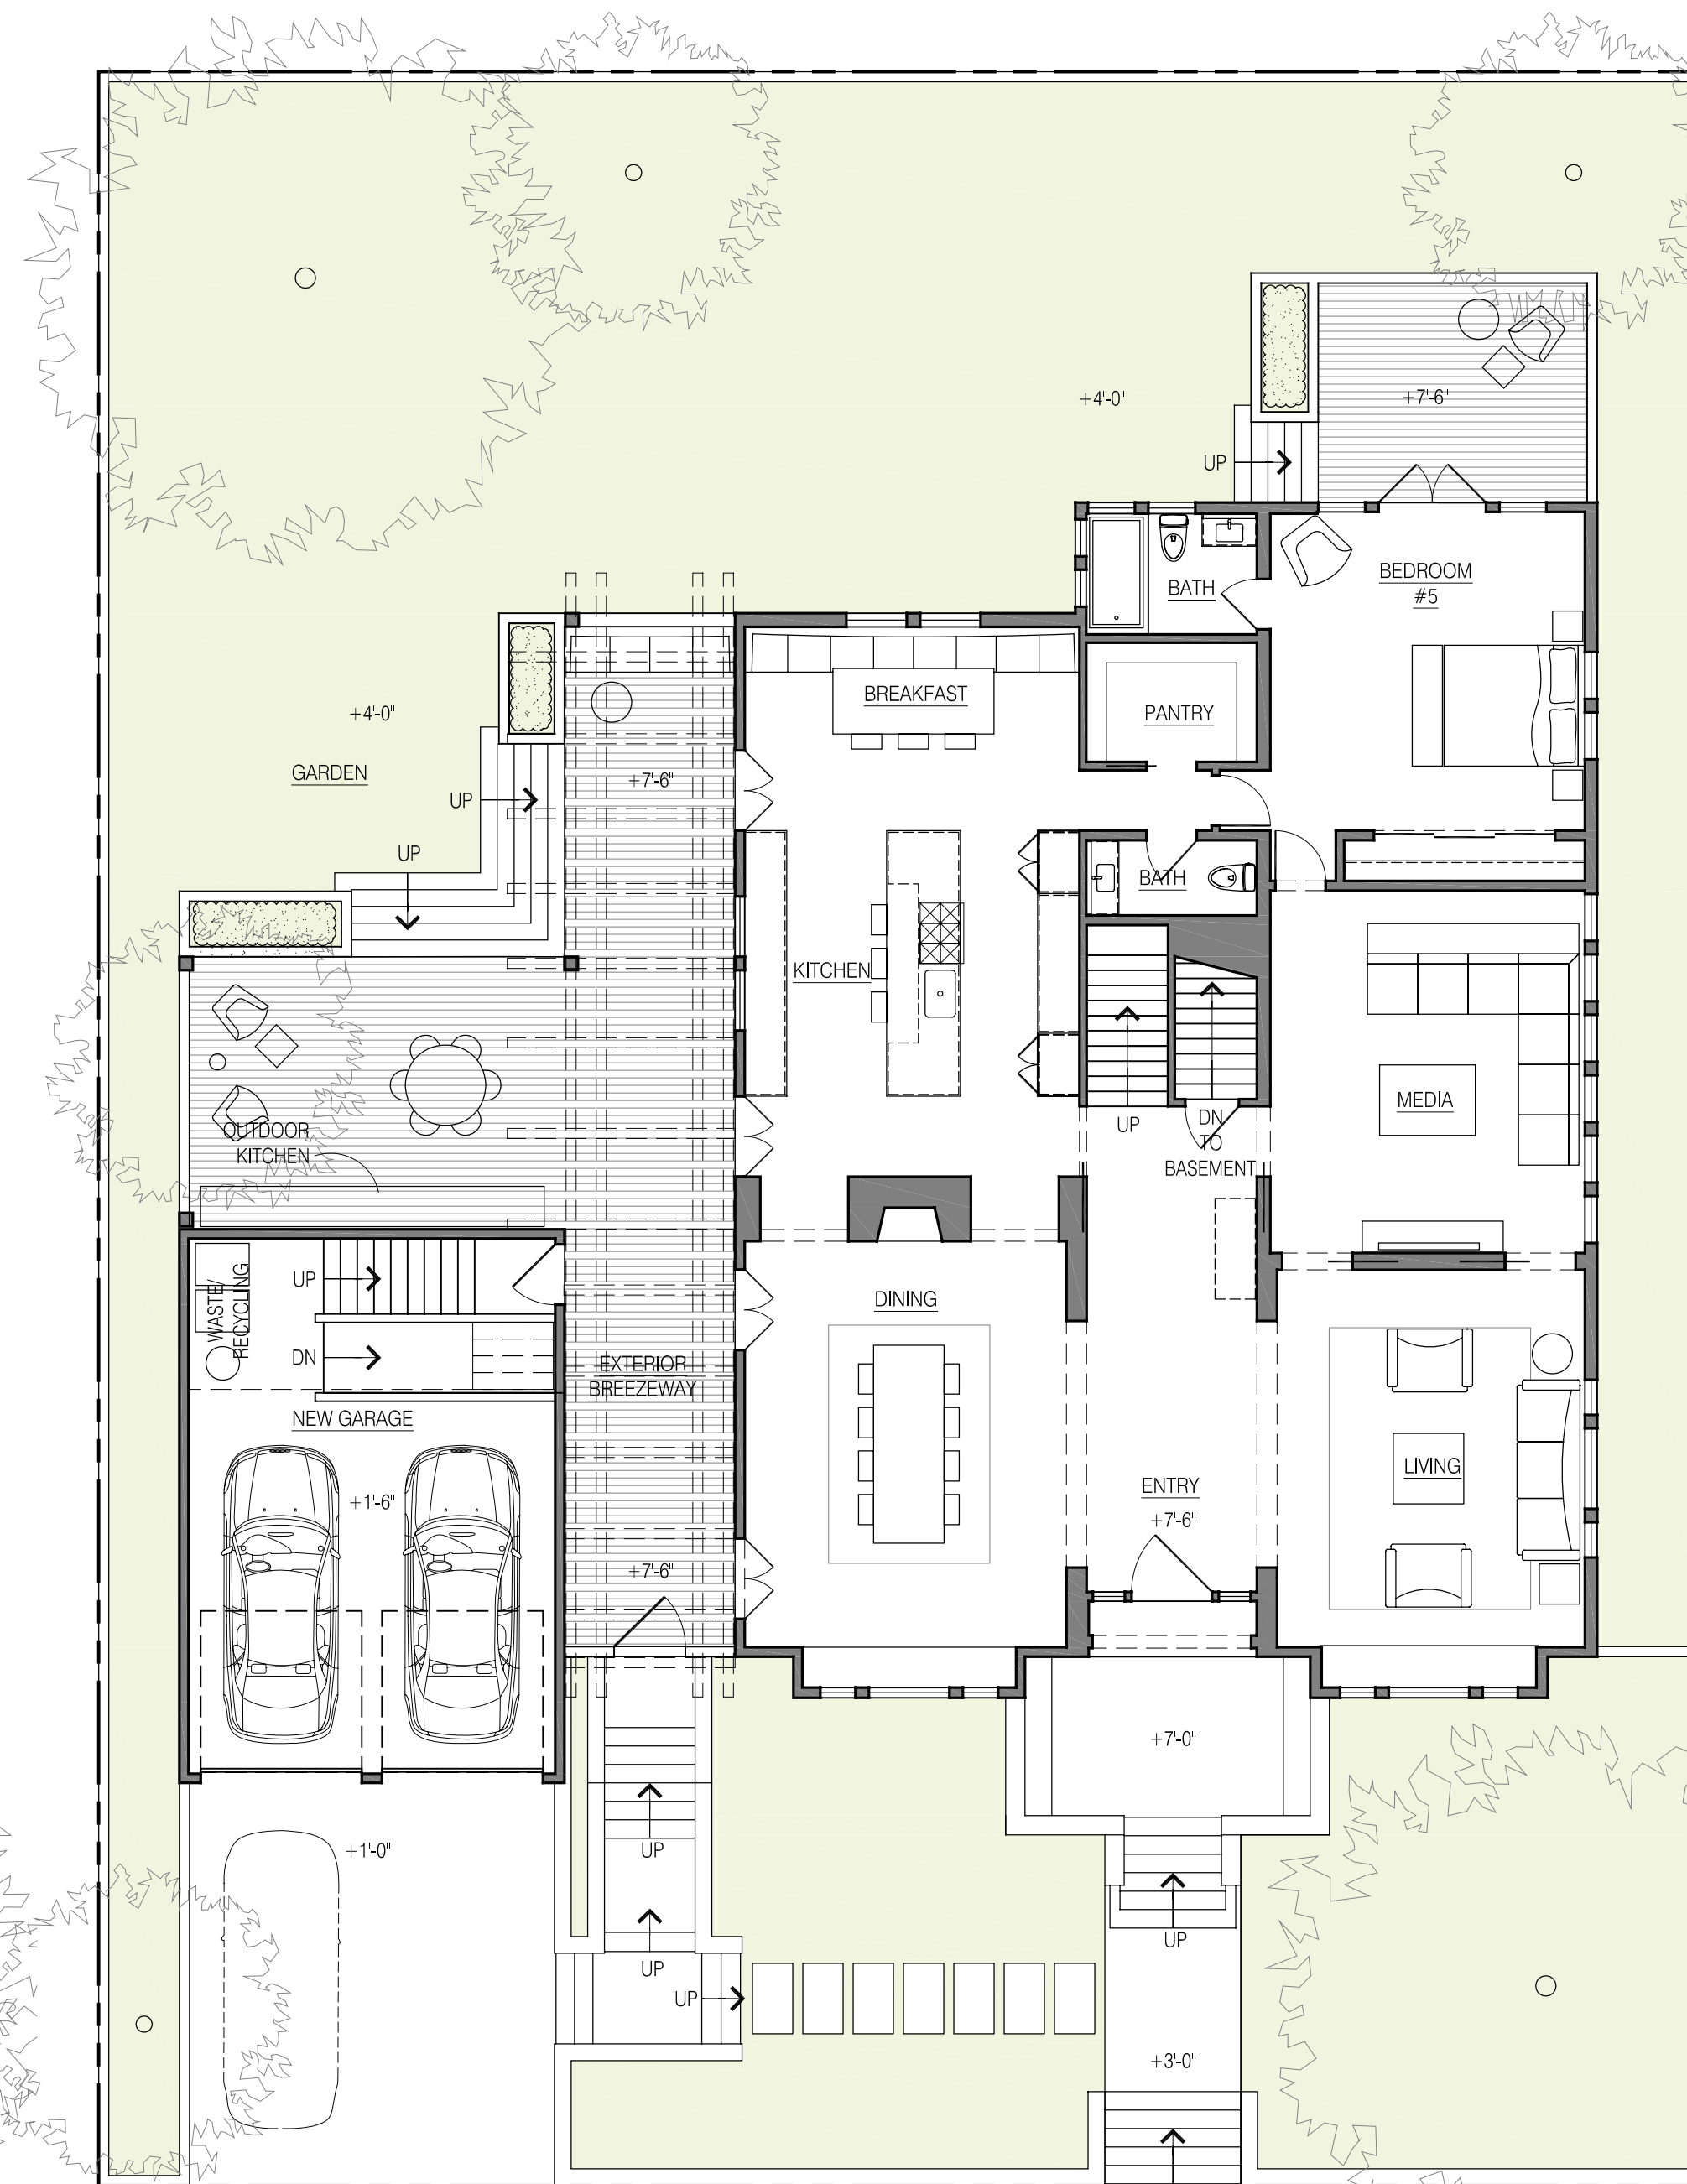 +4'-0"
+7'-6"
UP
BEDROOM
#5
BATH
BREAKFAST
PANTRY
+4'-0"
GARDEN
+7'-6"
UP
UP
BATH
KITCHEN
MEDIA
UP
DN
TO
BASEMENT
OUTDOOR
KITCHEN
WASTE/
RECYCLING
UP
DN
DINING
EXTERIOR
BREEZEWAY
NEW GARAGE
+1'-6"
LIVING
ENTRY
+7'-6"
+7'-6"
+7'-0"
+1'-0"
UP
UP
UP
UP
+3'-0"